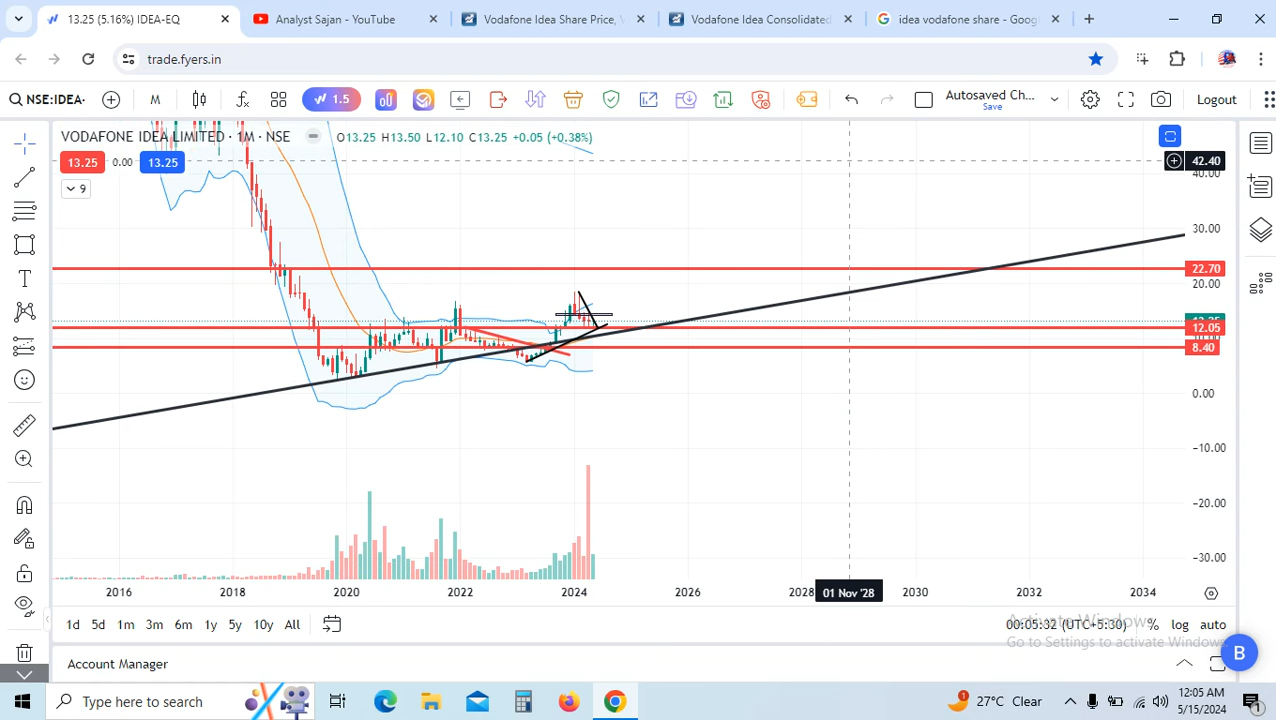 13.25 (5.16%) IDEA-EQ
Analyst Sajan - YouTube
Vodafone Idea Share Price, V
Vodafone Idea Consolidated
idea vodafone share - Goog
trade.fyers.in
NSE:IDEA-
M
1.5
Autosaved Ch...
Save
Logout
VODAFONE IDEA LIMITED · 1M · NSE
O13.25 H13.50 L12.10 C13.25 +0.05 (+0.38%)
13.25 0.00 13.25
9
42.40
40.00
30.00
22.70
20.00
12.05
8.40
0.00
−10.00
−20.00
−30.00
2016 2018 2020 2022 2024 2026 2028 01 Nov '28 2030 2032 2034
1d 5d 1m 3m 6m 1y 5y 10y All
00:05:32 (UTC+5:30) % log auto
Activate Windows
Go to Settings to activate Windows
Account Manager
B
Type here to search
1
27°C Clear
12:05 AM
5/15/2024
1